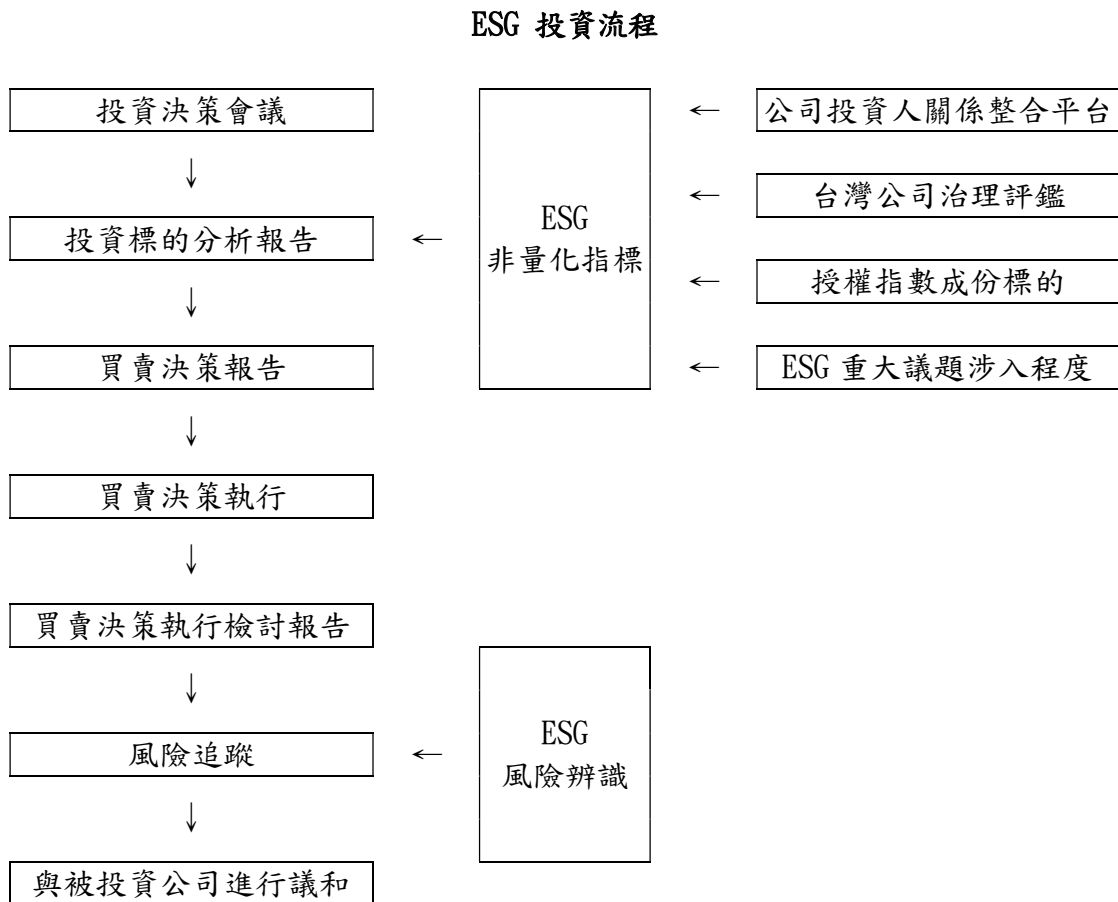 ESG 投資流程
投資決策會議
↓
投資標的分析報告
↓
買賣決策報告
↓
買賣決策執行
↓
買賣決策執行檢討報告
↓
風險追蹤
↓
與被投資公司進行議和
←
ESG
非量化指標
←
ESG
風險辨識
← 公司投資人關係整合平台
← 台灣公司治理評鑑
← 授權指數成份標的
← ESG 重大議題涉入程度